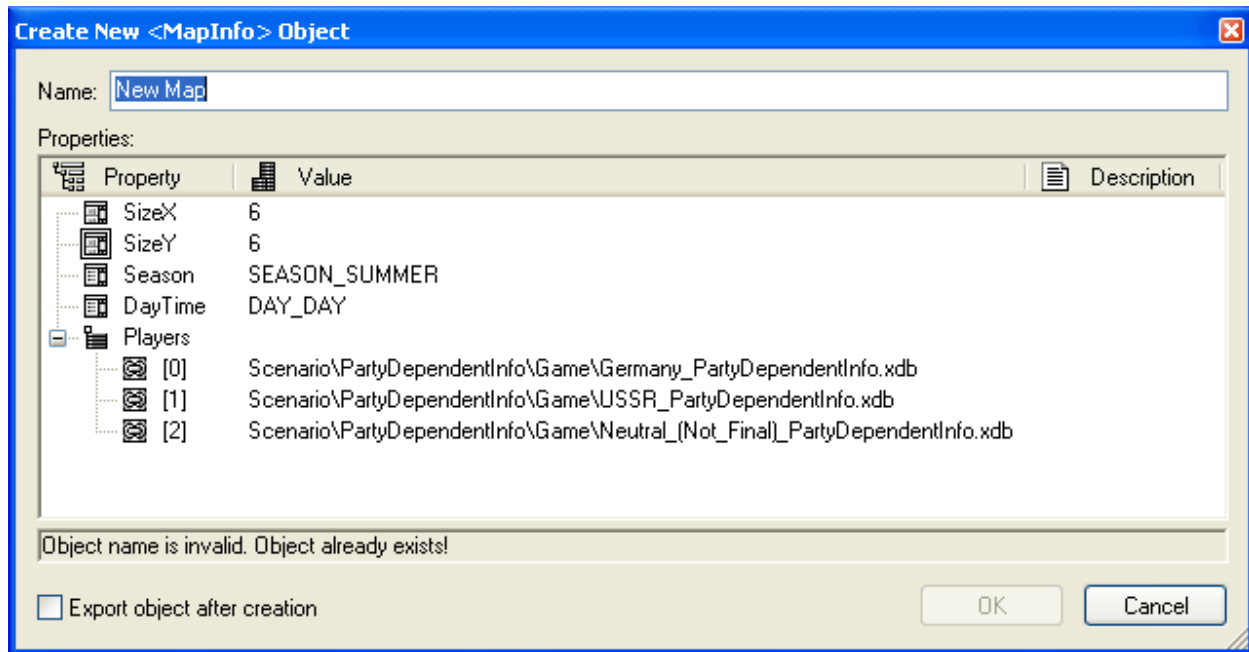 Create New <MapInfo> Object
Name: New Map
Properties:
Property Value Description
SizeX 6
SizeY 6
Season SEASON_SUMMER
DayTime DAY_DAY
Players
[0] Scenario\PartyDependentInfo\Game\Germany_PartyDependentInfo.xdb
[1] Scenario\PartyDependentInfo\Game\USSR_PartyDependentInfo.xdb
[2] Scenario\PartyDependentInfo\Game\Neutral_(Not_Final)_PartyDependentInfo.xdb
Object name is invalid. Object already exists!
Export object after creation OK Cancel